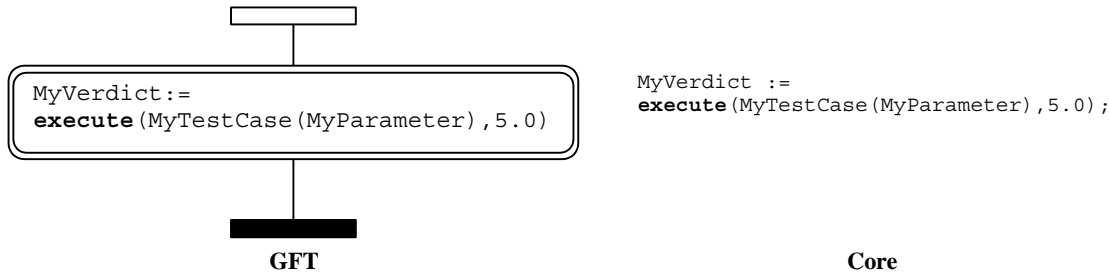 MyVerdict:=
execute(MyTestCase(MyParameter),5.0)
MyVerdict :=
execute(MyTestCase(MyParameter),5.0);
GFT
Core